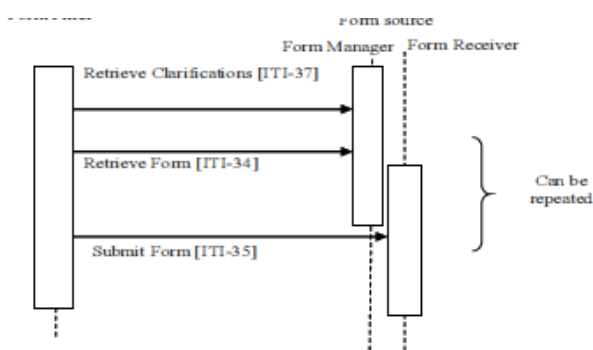 Form source
Form Manager
Form Receiver
Retrieve Clarifications [ITI-37]
Retrieve Form [ITI-34]
Can be
repeated
Submit Form [ITI-35]